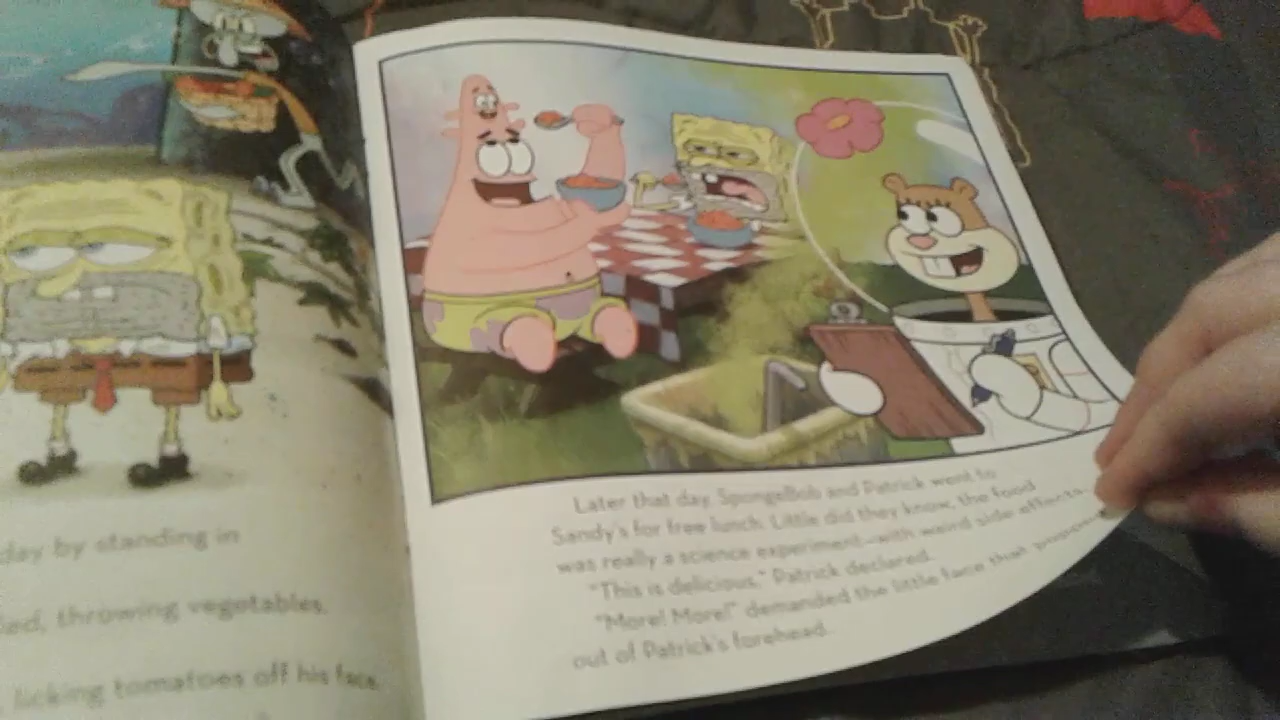 day by standing in
throwing vegetables.
licking tomatoes off his face.
Later that day, SpongeBob and Patrick went to
Sandy's for free lunch. Little did they know, the food
was really a science experiment—with weird side effects.
"This is delicious," Patrick declared.
"More! More!" demanded the little face that popped
out of Patrick's forehead.